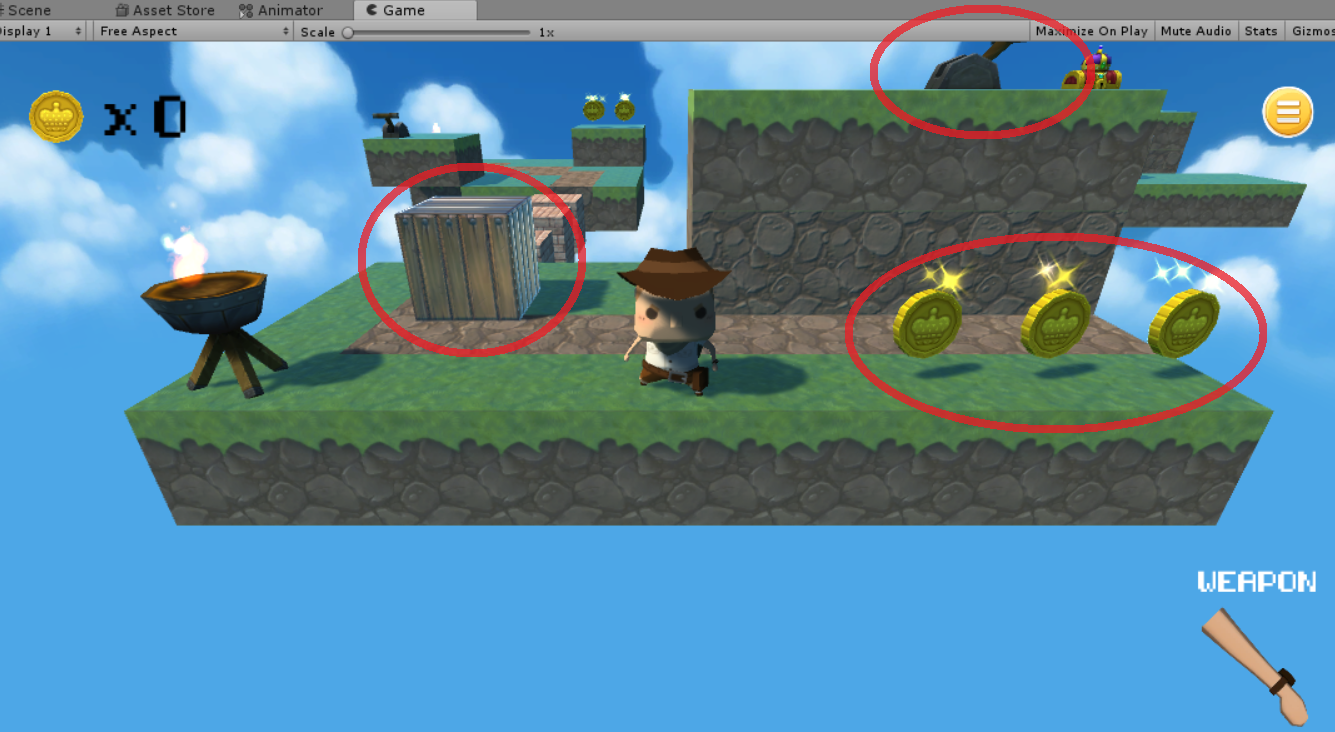 Scene Asset Store Animator Game
Display 1 Free Aspect Scale 1x Maximize On Play Mute Audio Stats Gizmos
x 0
WEAPON